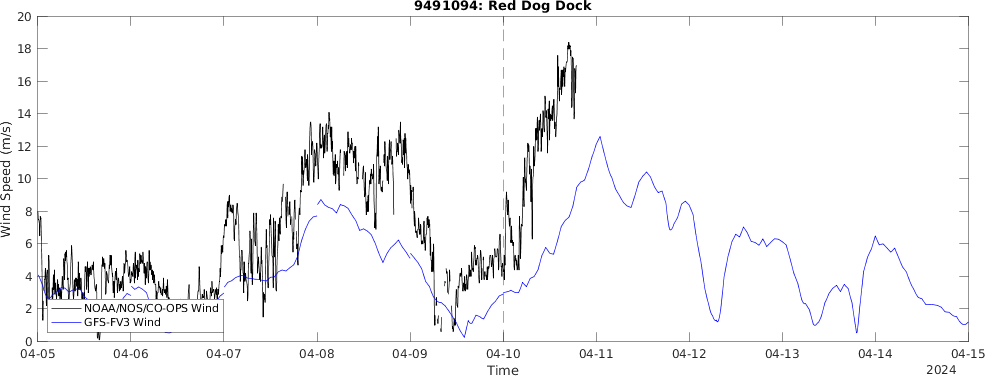 9491094: Red Dog Dock
20
18
16
14
12
10
8
6
4
2
0
Wind Speed (m/s)
NOAA/NOS/CO-OPS Wind
GFS-FV3 Wind
04-05 04-06 04-07 04-08 04-09 04-10 04-11 04-12 04-13 04-14 04-15
Time
2024